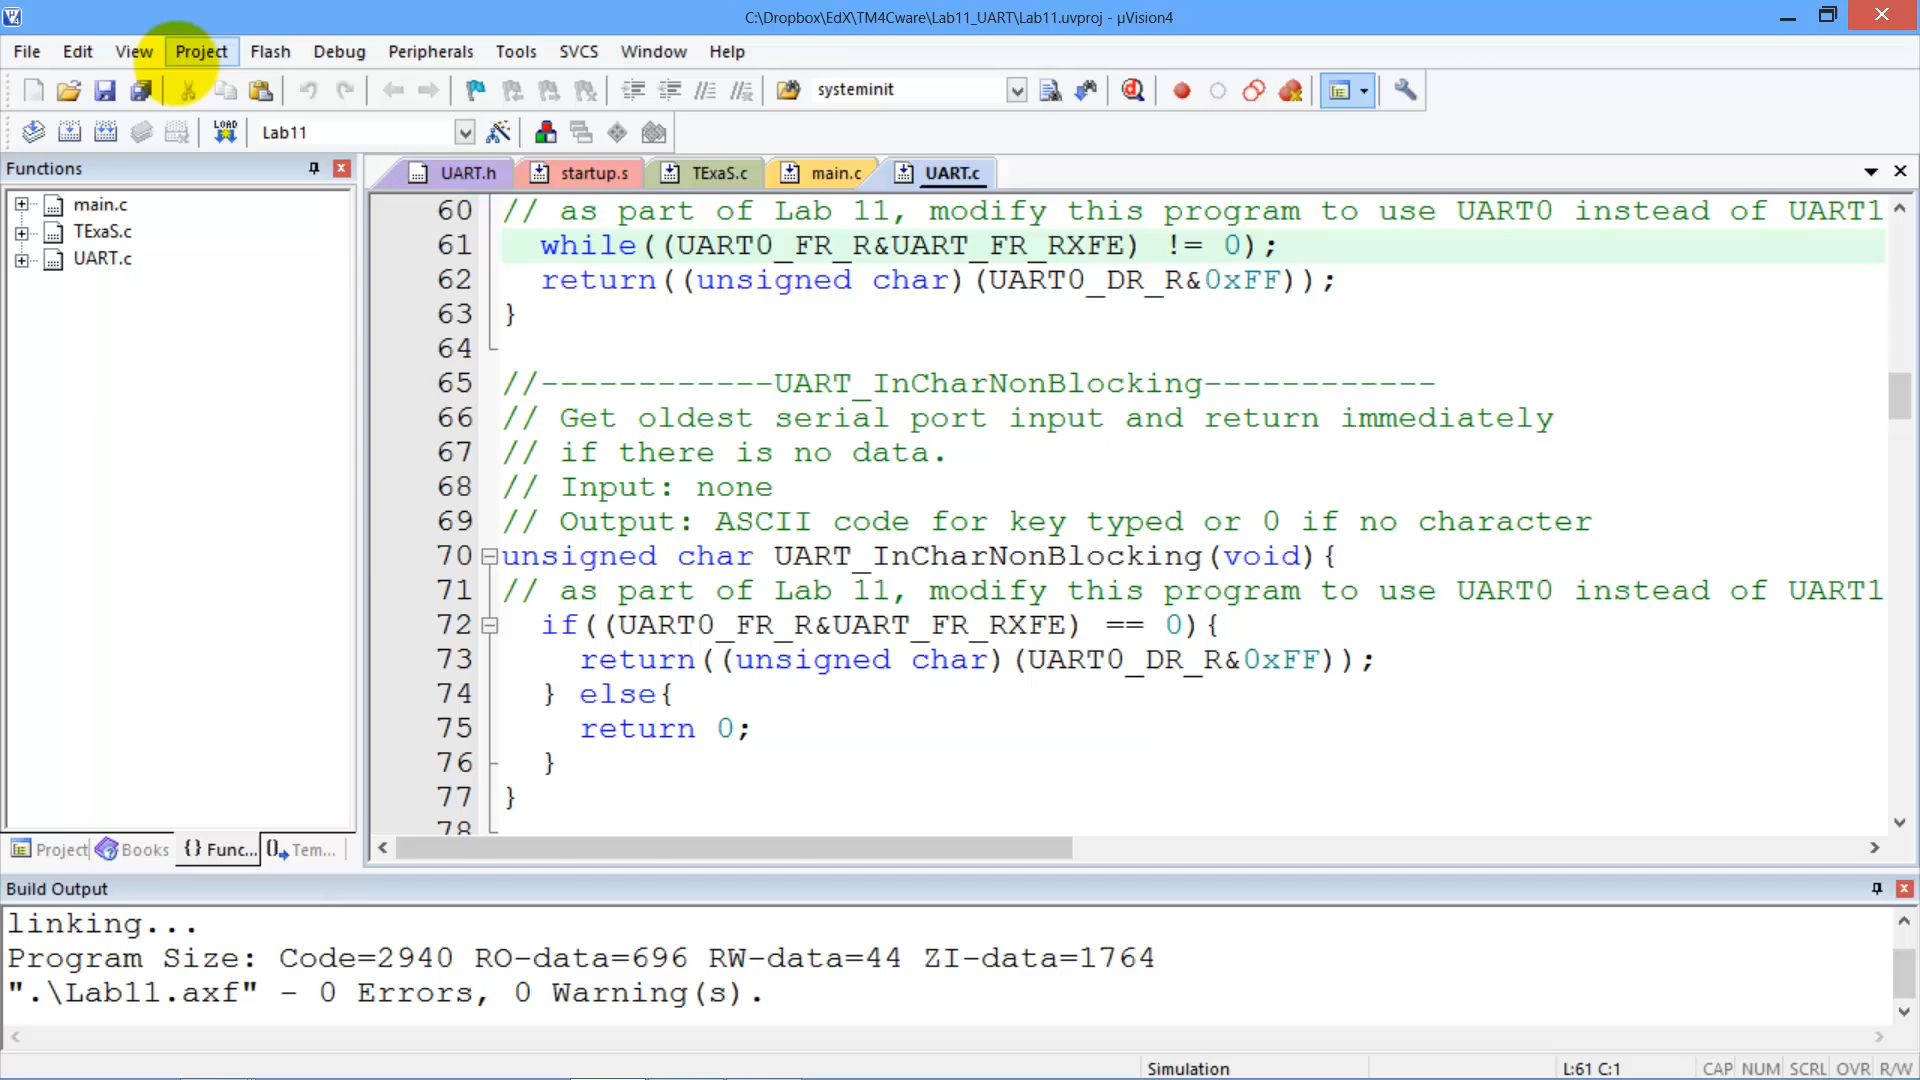 C:\Dropbox\EdX\TM4Cware\Lab11_UART\Lab11.uvproj - µVision4
File Edit View Project Flash Debug Peripherals Tools SVCS Window Help
systeminit
LOAD Lab11
Functions
main.c
TExaS.c
UART.c
Project Books {} Func... Tem...
UART.h startup.s TExaS.c main.c UART.c
60 // as part of Lab 11, modify this program to use UART0 instead of UART1
61 while((UART0_FR_R&UART_FR_RXFE) != 0);
62 return((unsigned char)(UART0_DR_R&0xFF));
63 }
64
65 //------------UART_InCharNonBlocking------------
66 // Get oldest serial port input and return immediately
67 // if there is no data.
68 // Input: none
69 // Output: ASCII code for key typed or 0 if no character
70 unsigned char UART_InCharNonBlocking(void){
71 // as part of Lab 11, modify this program to use UART0 instead of UART1
72 if((UART0_FR_R&UART_FR_RXFE) == 0){
73 return((unsigned char)(UART0_DR_R&0xFF));
74 } else{
75 return 0;
76 }
77 }
78
Build Output
linking...
Program Size: Code=2940 RO-data=696 RW-data=44 ZI-data=1764
".\Lab11.axf" - 0 Errors, 0 Warning(s).
Simulation L:61 C:1 CAP NUM SCRL OVR R/W